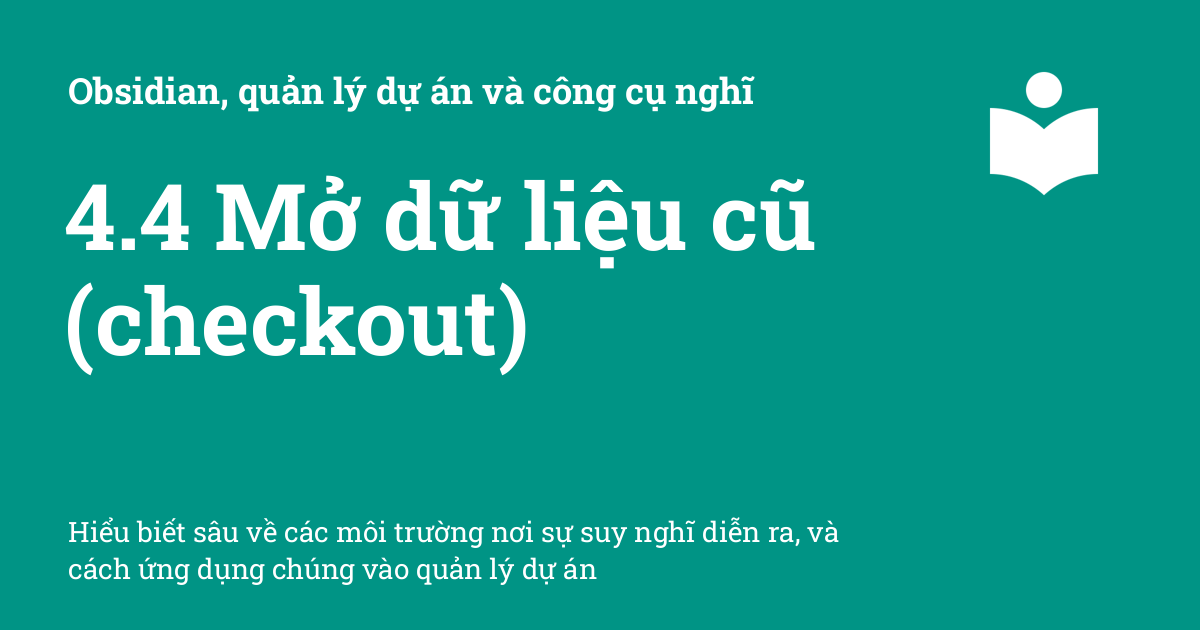 Obsidian, quản lý dự án và công cụ nghĩ
4.4 Mở dữ liệu cũ
(checkout)
Hiểu biết sâu về các môi trường nơi sự suy nghĩ diễn ra, và
cách ứng dụng chúng vào quản lý dự án